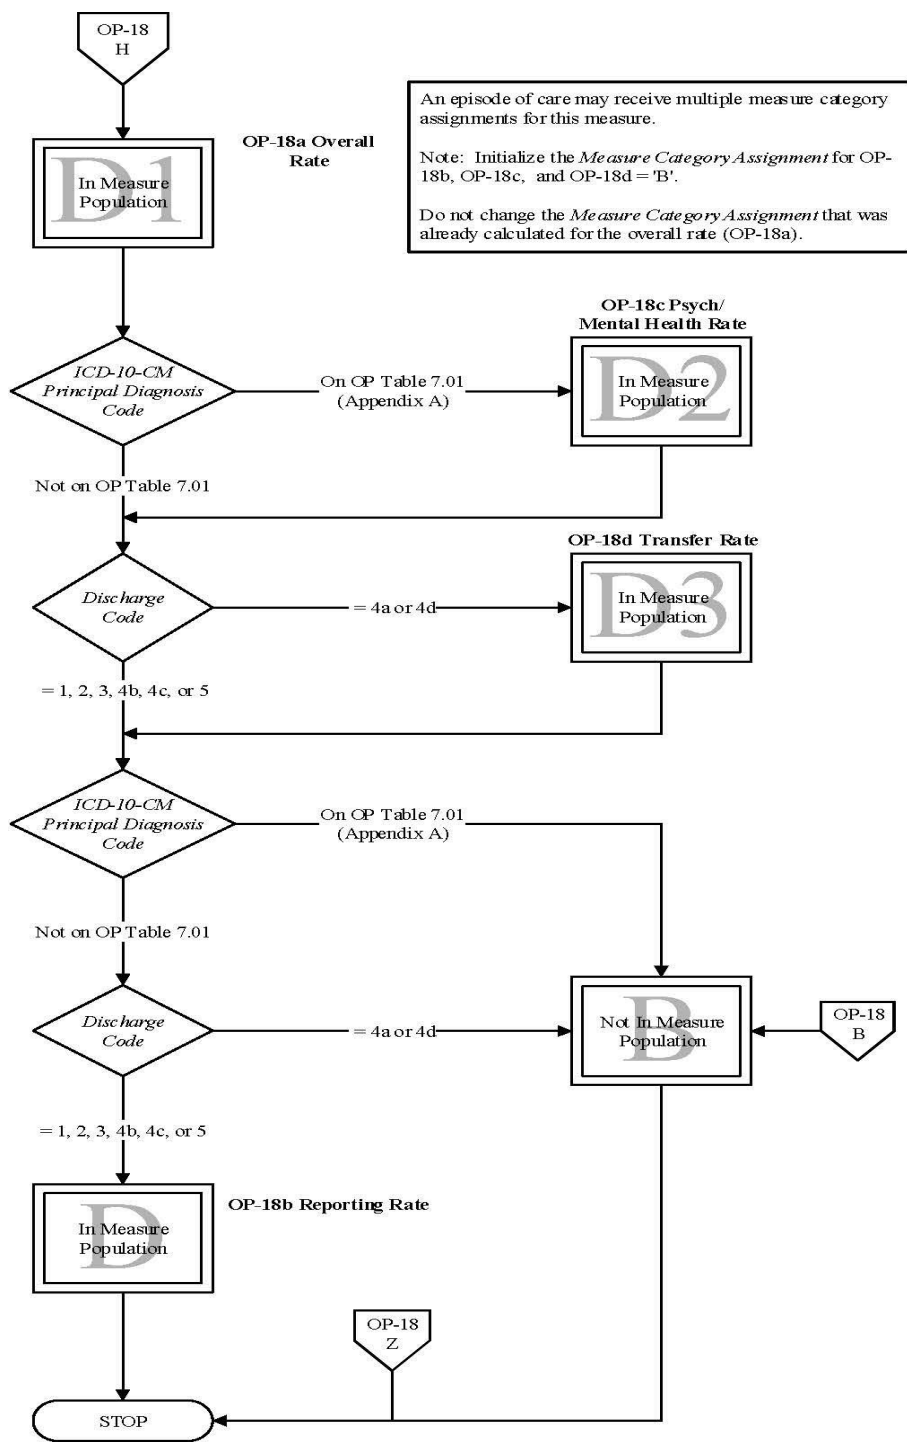 OP-18
H
An episode of care may receive multiple measure category
assignments for this measure.
Note: Initialize the Measure Category Assignment for OP-
18b, OP-18c, and OP-18d = 'B'.
Do not change the Measure Category Assignment that was
already calculated for the overall rate (OP-18a).
OP-18a Overall
Rate
D1
In Measure
Population
OP-18c Psych/
Mental Health Rate
ICD-10-CM
Principal Diagnosis
Code
On OP Table 7.01
(Appendix A)
D2
In Measure
Population
Not on OP Table 7.01
OP-18d Transfer Rate
Discharge
Code
= 4a or 4d
D3
In Measure
Population
= 1, 2, 3, 4b, 4c, or 5
ICD-10-CM
Principal Diagnosis
Code
On OP Table 7.01
(Appendix A)
Not on OP Table 7.01
Discharge
Code
= 4a or 4d
B
Not In Measure
Population
OP-18
B
= 1, 2, 3, 4b, 4c, or 5
OP-18b Reporting Rate
D
In Measure
Population
OP-18
Z
STOP